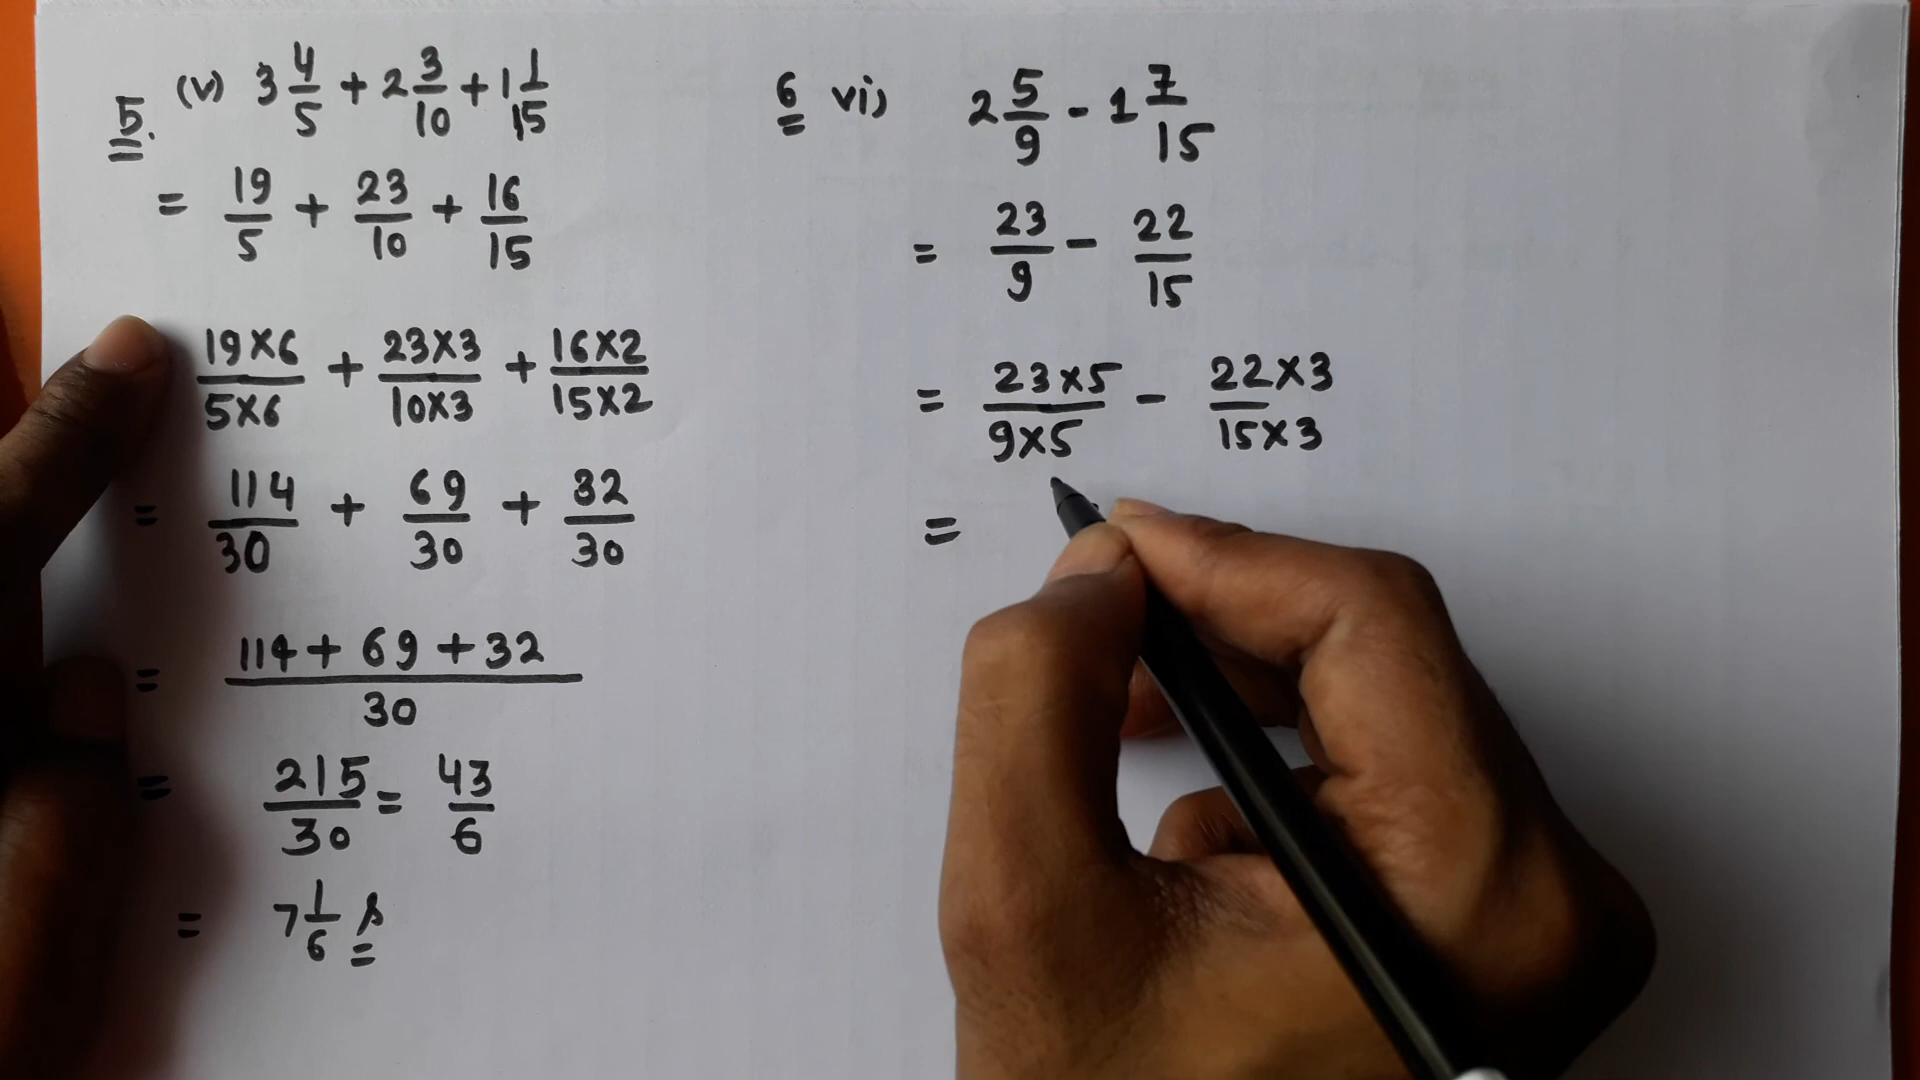 5. (v) 3 4/5 + 2 3/10 + 1 1/15
= 19/5 + 23/10 + 16/15
19×6/5×6 + 23×3/10×3 + 16×2/15×2
= 114/30 + 69/30 + 32/30
= 114 + 69 + 32/30
= 215/30 = 43/6
= 7 1/6
6 vi) 2 5/9 - 1 7/15
= 23/9 - 22/15
= 23×5/9×5 - 22×3/15×3
=